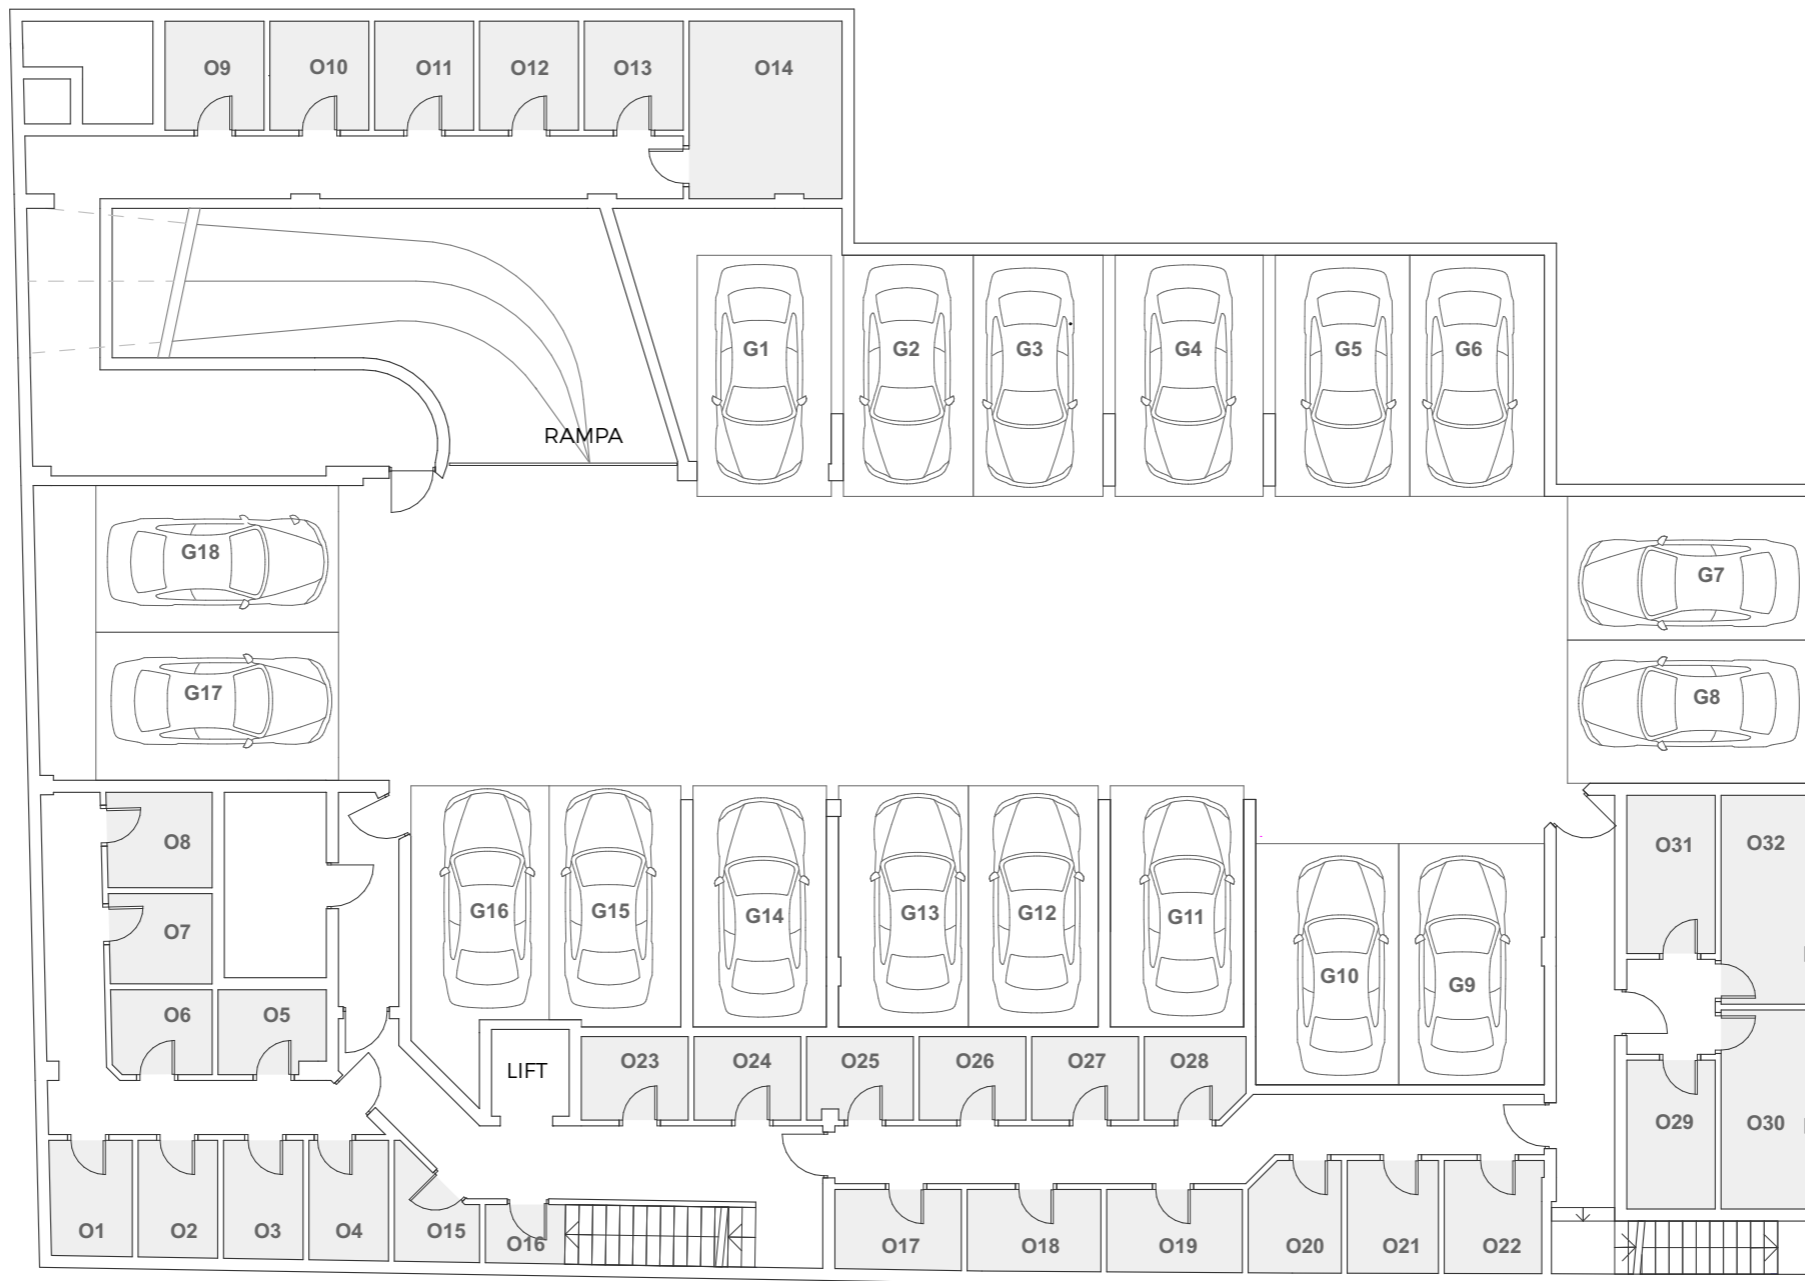 O9 O10 O11 O12 O13 O14
G1 G2 G3 G4 G5 G6
RAMPA
G18 G7
G17 G8
O8 O31 O32
G16 G15 G14 G13 G12 G11
O7
G10 G9
O6 O5
LIFT O23 O24 O25 O26 O27 O28
O29 O30
O1 O2 O3 O4 O15 O16 O17 O18 O19 O20 O21 O22